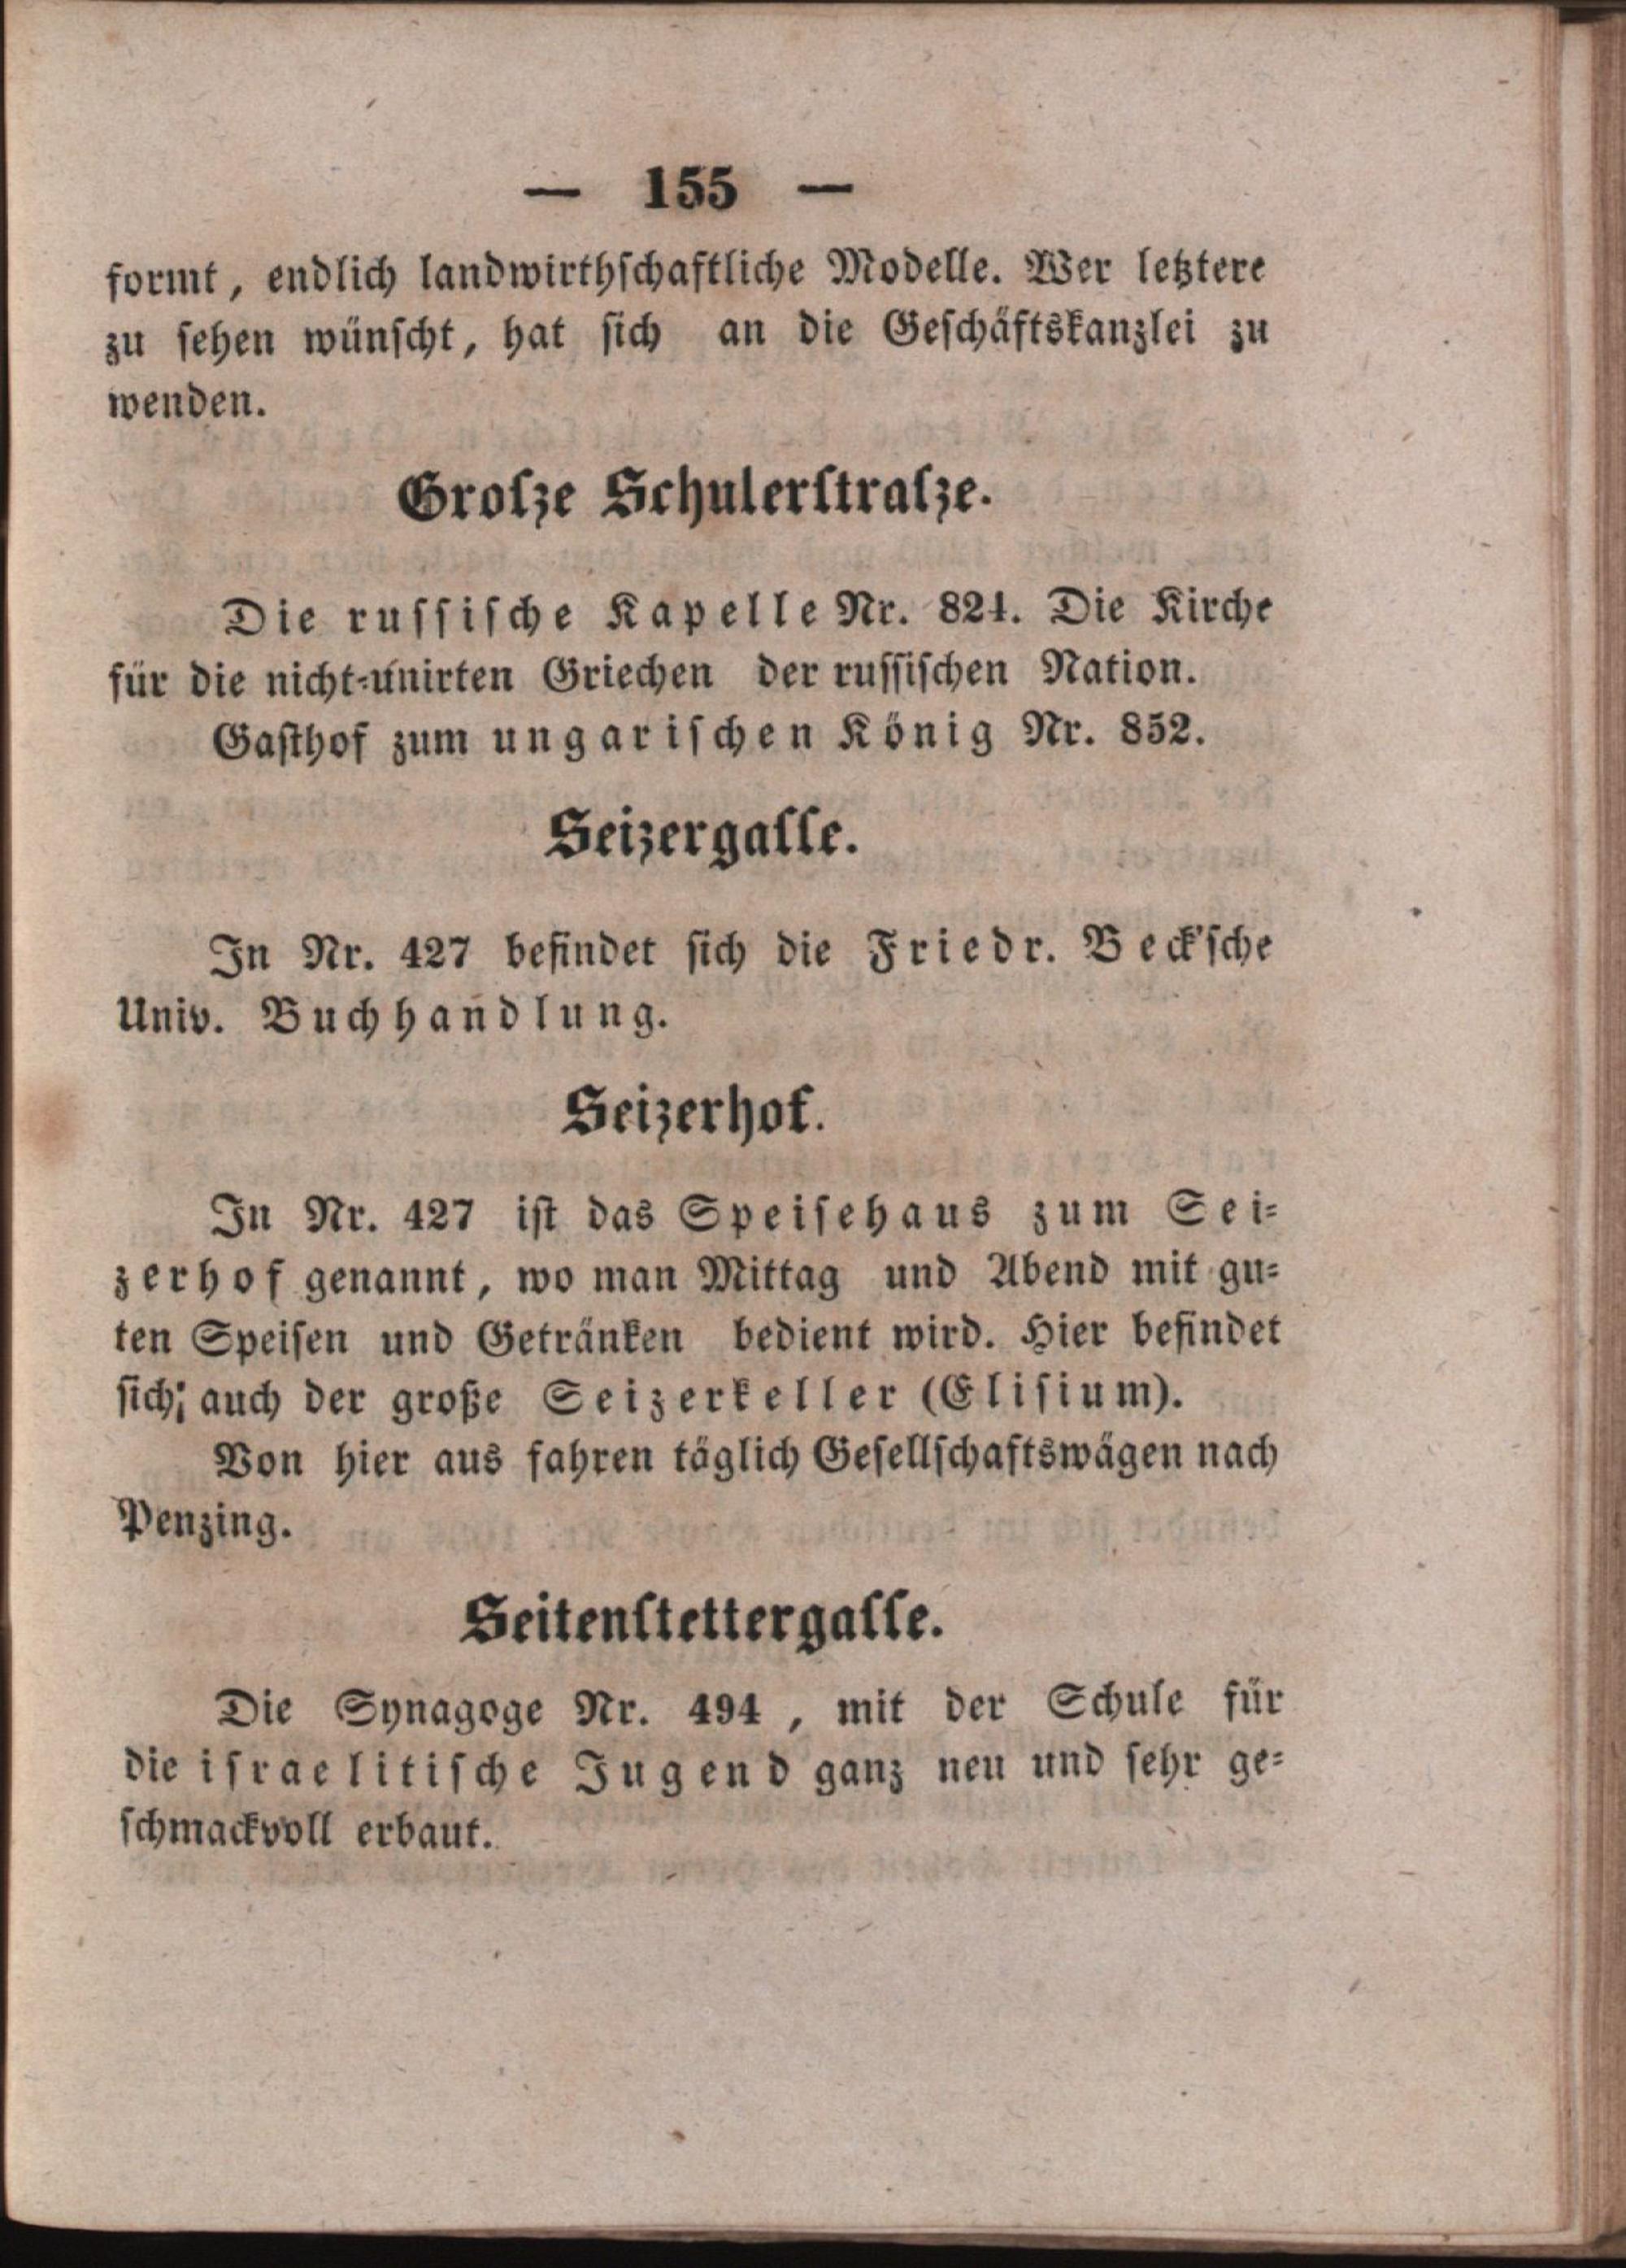 — 155 —
formt, endlich landwirthschaftliche Modelle. Wer letztere
zu sehen wünscht, hat sich an die Geschäftskanzlei zu
wenden.
Grosze Schulerstrasze.
Die russische Kapelle Nr. 824. Die Kirche
für die nicht-unirten Griechen der russischen Nation.
Gasthof zum ungarischen König Nr. 852.
Seizergasse.
In Nr. 427 befindet sich die Friedr. Beck'sche
Univ. Buchhandlung.
Seizerhof.
In Nr. 427 ist das Speisehaus zum Sei-
zerhof genannt, wo man Mittag und Abend mit gu-
ten Speisen und Getränken bedient wird. Hier befindet
sich; auch der große Seizerkeller (Elisium).
Von hier aus fahren täglich Gesellschaftswägen nach
Penzing.
Seitenstettergasse.
Die Synagoge Nr. 494, mit der Schule für
die israelitische Jugend ganz neu und sehr ge-
schmackvoll erbaut.